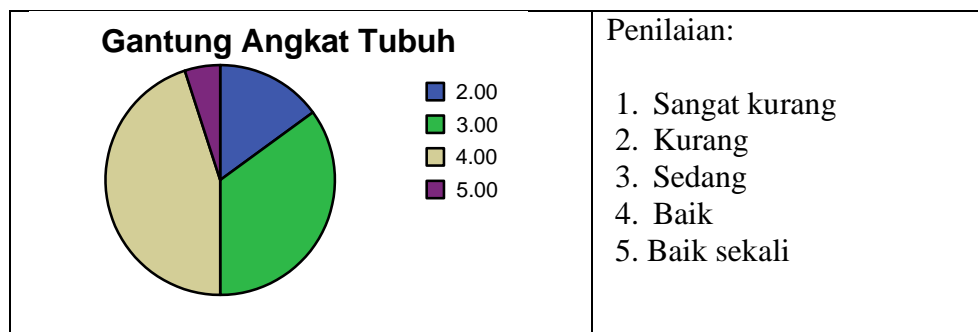 Gantung Angkat Tubuh
2.00
3.00
4.00
5.00
Penilaian:
1. Sangat kurang
2. Kurang
3. Sedang
4. Baik
5. Baik sekali